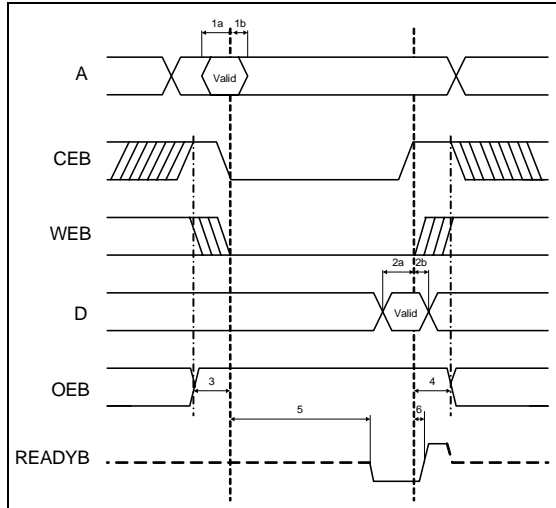 1a 1b
A
Valid
CEB
WEB
2a 2b
D
Valid
OEB
3
4
5
6
READYB